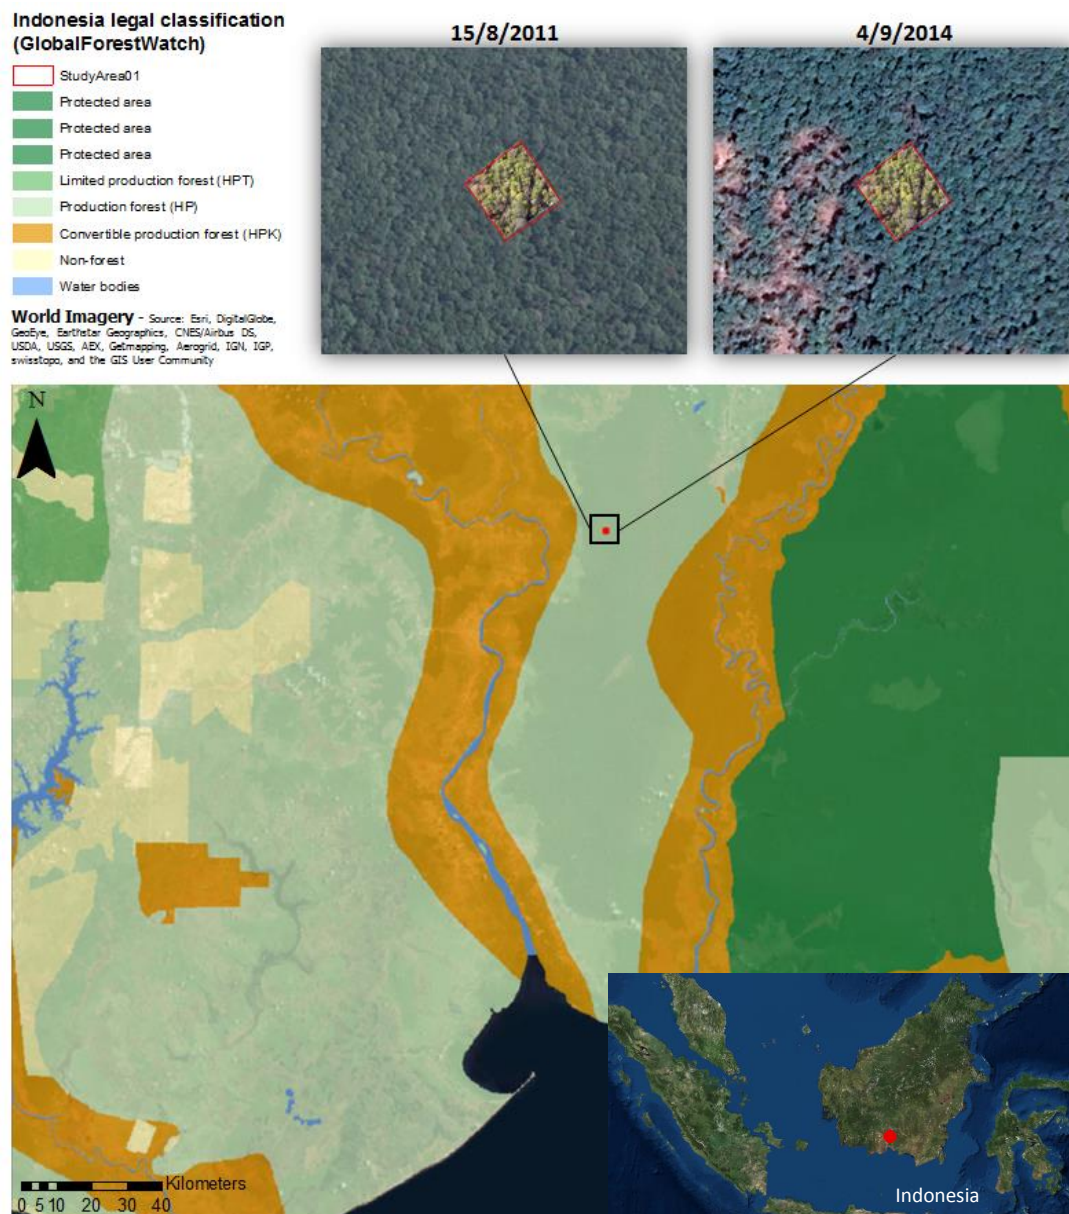 Indonesia legal classification
(GlobalForestWatch)
StudyArea01
Protected area
Protected area
Protected area
Limited production forest (HPT)
Production forest (HP)
Convertible production forest (HPK)
Non-forest
Water bodies
World Imagery - Source: Esri, DigitalGlobe,
GeoEye, Earthstar Geographics, CNES/Airbus DS,
USDA, USGS, AEX, Getmapping, Aerogrid, IGN, IGP,
swisstopo, and the GIS User Community
15/8/2011
4/9/2014
N
Kilometers
0 5 10 20 30 40
Indonesia